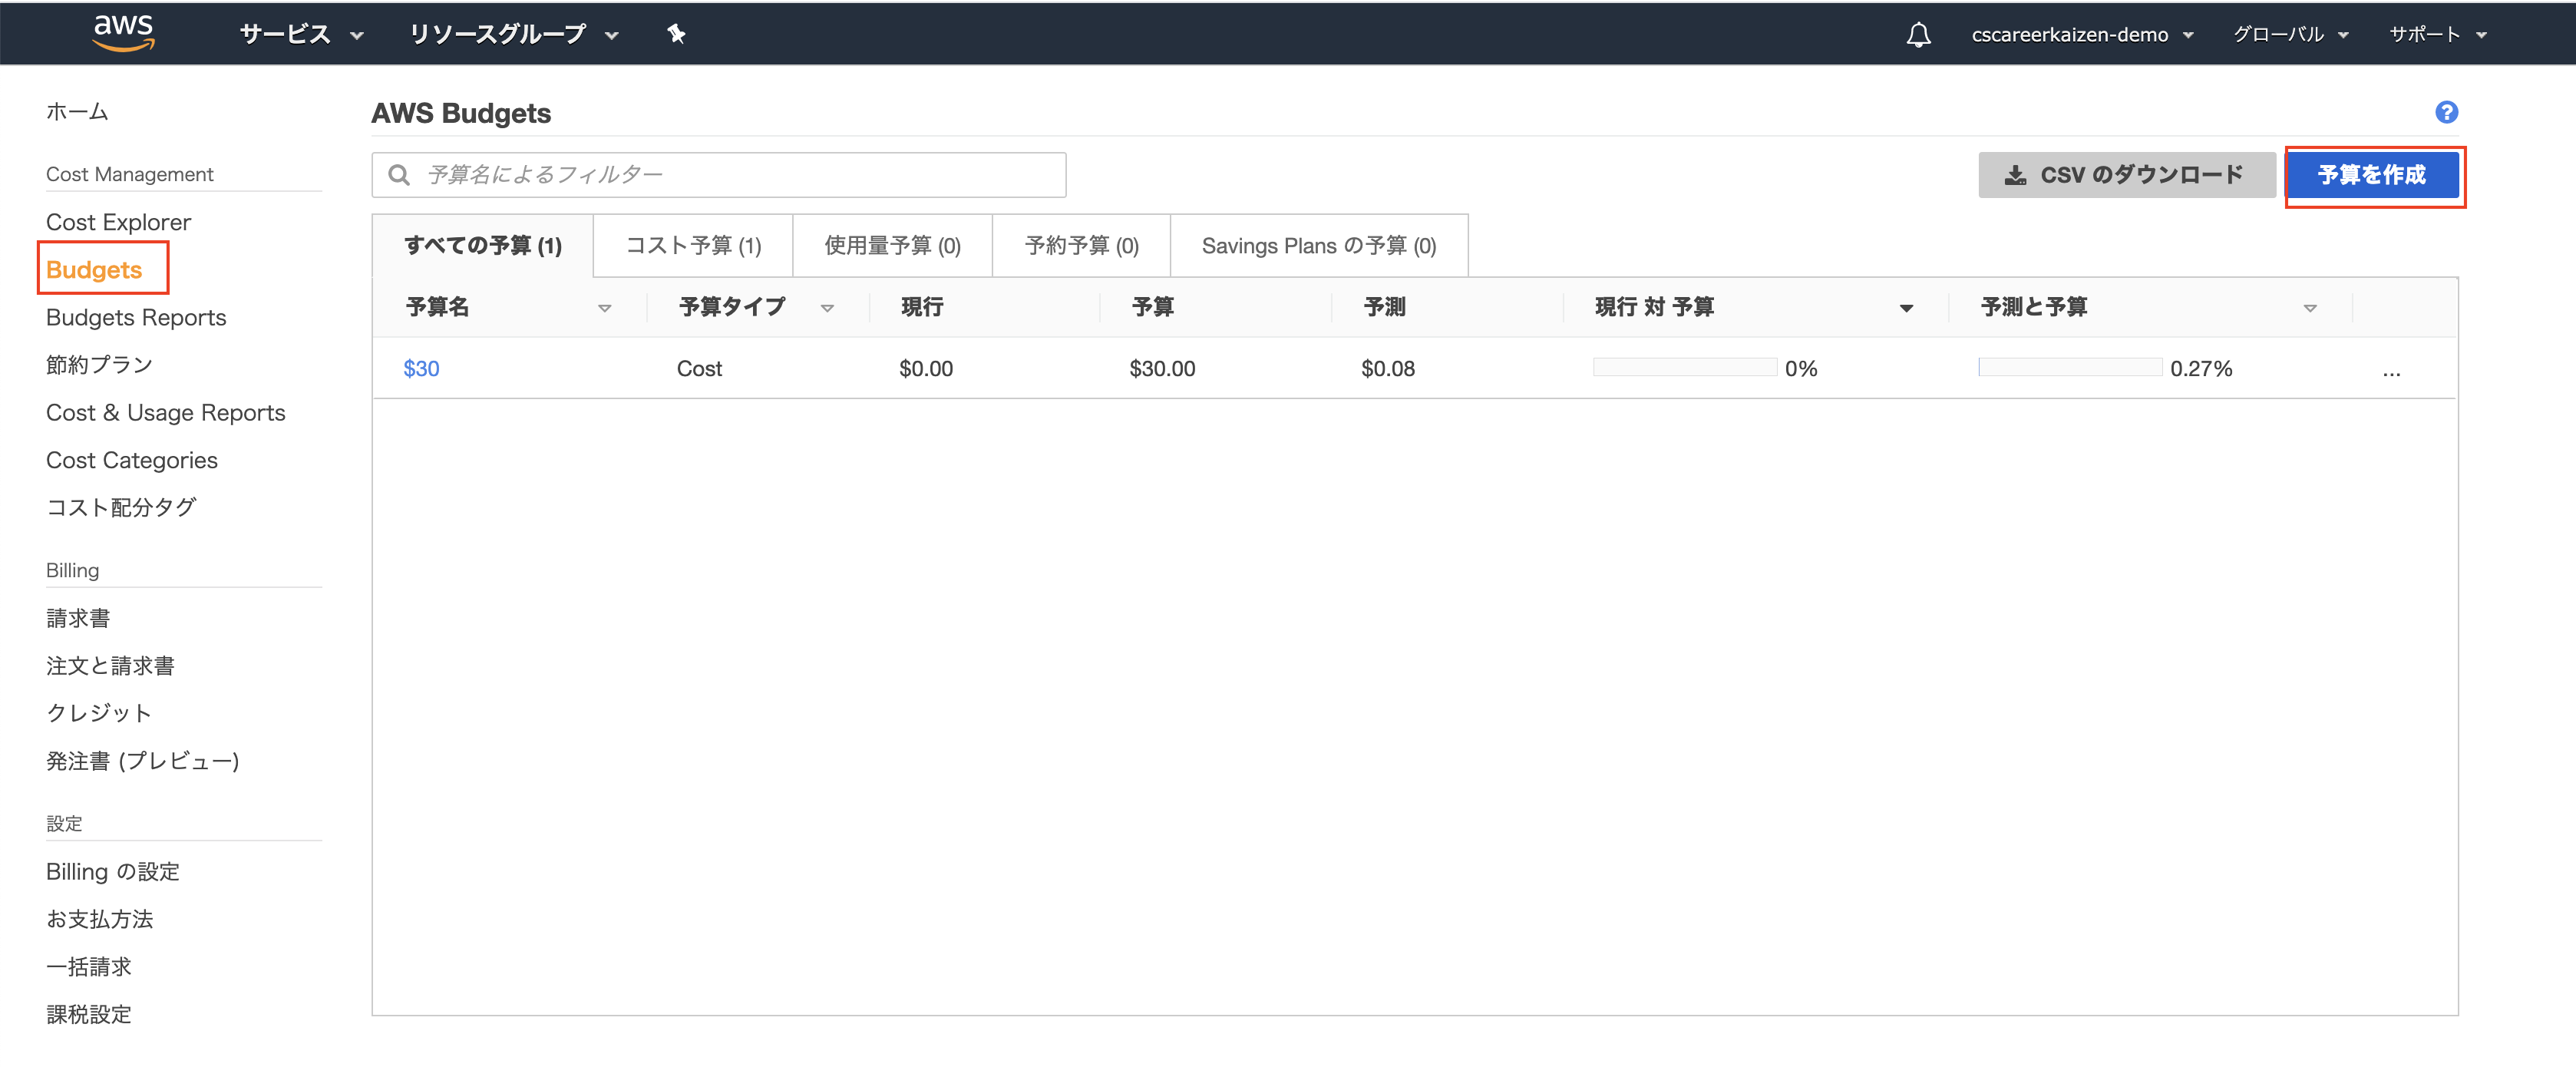 aws サービス リソースグループ cscareerkaizen-demo グローバル サポート
ホーム
Cost Management
Cost Explorer
Budgets
Budgets Reports
節約プラン
Cost & Usage Reports
Cost Categories
コスト配分タグ
Billing
請求書
注文と請求書
クレジット
発注書 (プレビュー)
設定
Billing の設定
お支払方法
一括請求
課税設定
AWS Budgets ?
予算名によるフィルター CSV のダウンロード 予算を作成
すべての予算 (1) コスト予算 (1) 使用量予算 (0) 予約予算 (0) Savings Plans の予算 (0)
予算名 予算タイプ 現行 予算 予測 現行 対 予算 予測と予算
$30 Cost $0.00 $30.00 $0.08 0% 0.27% ...